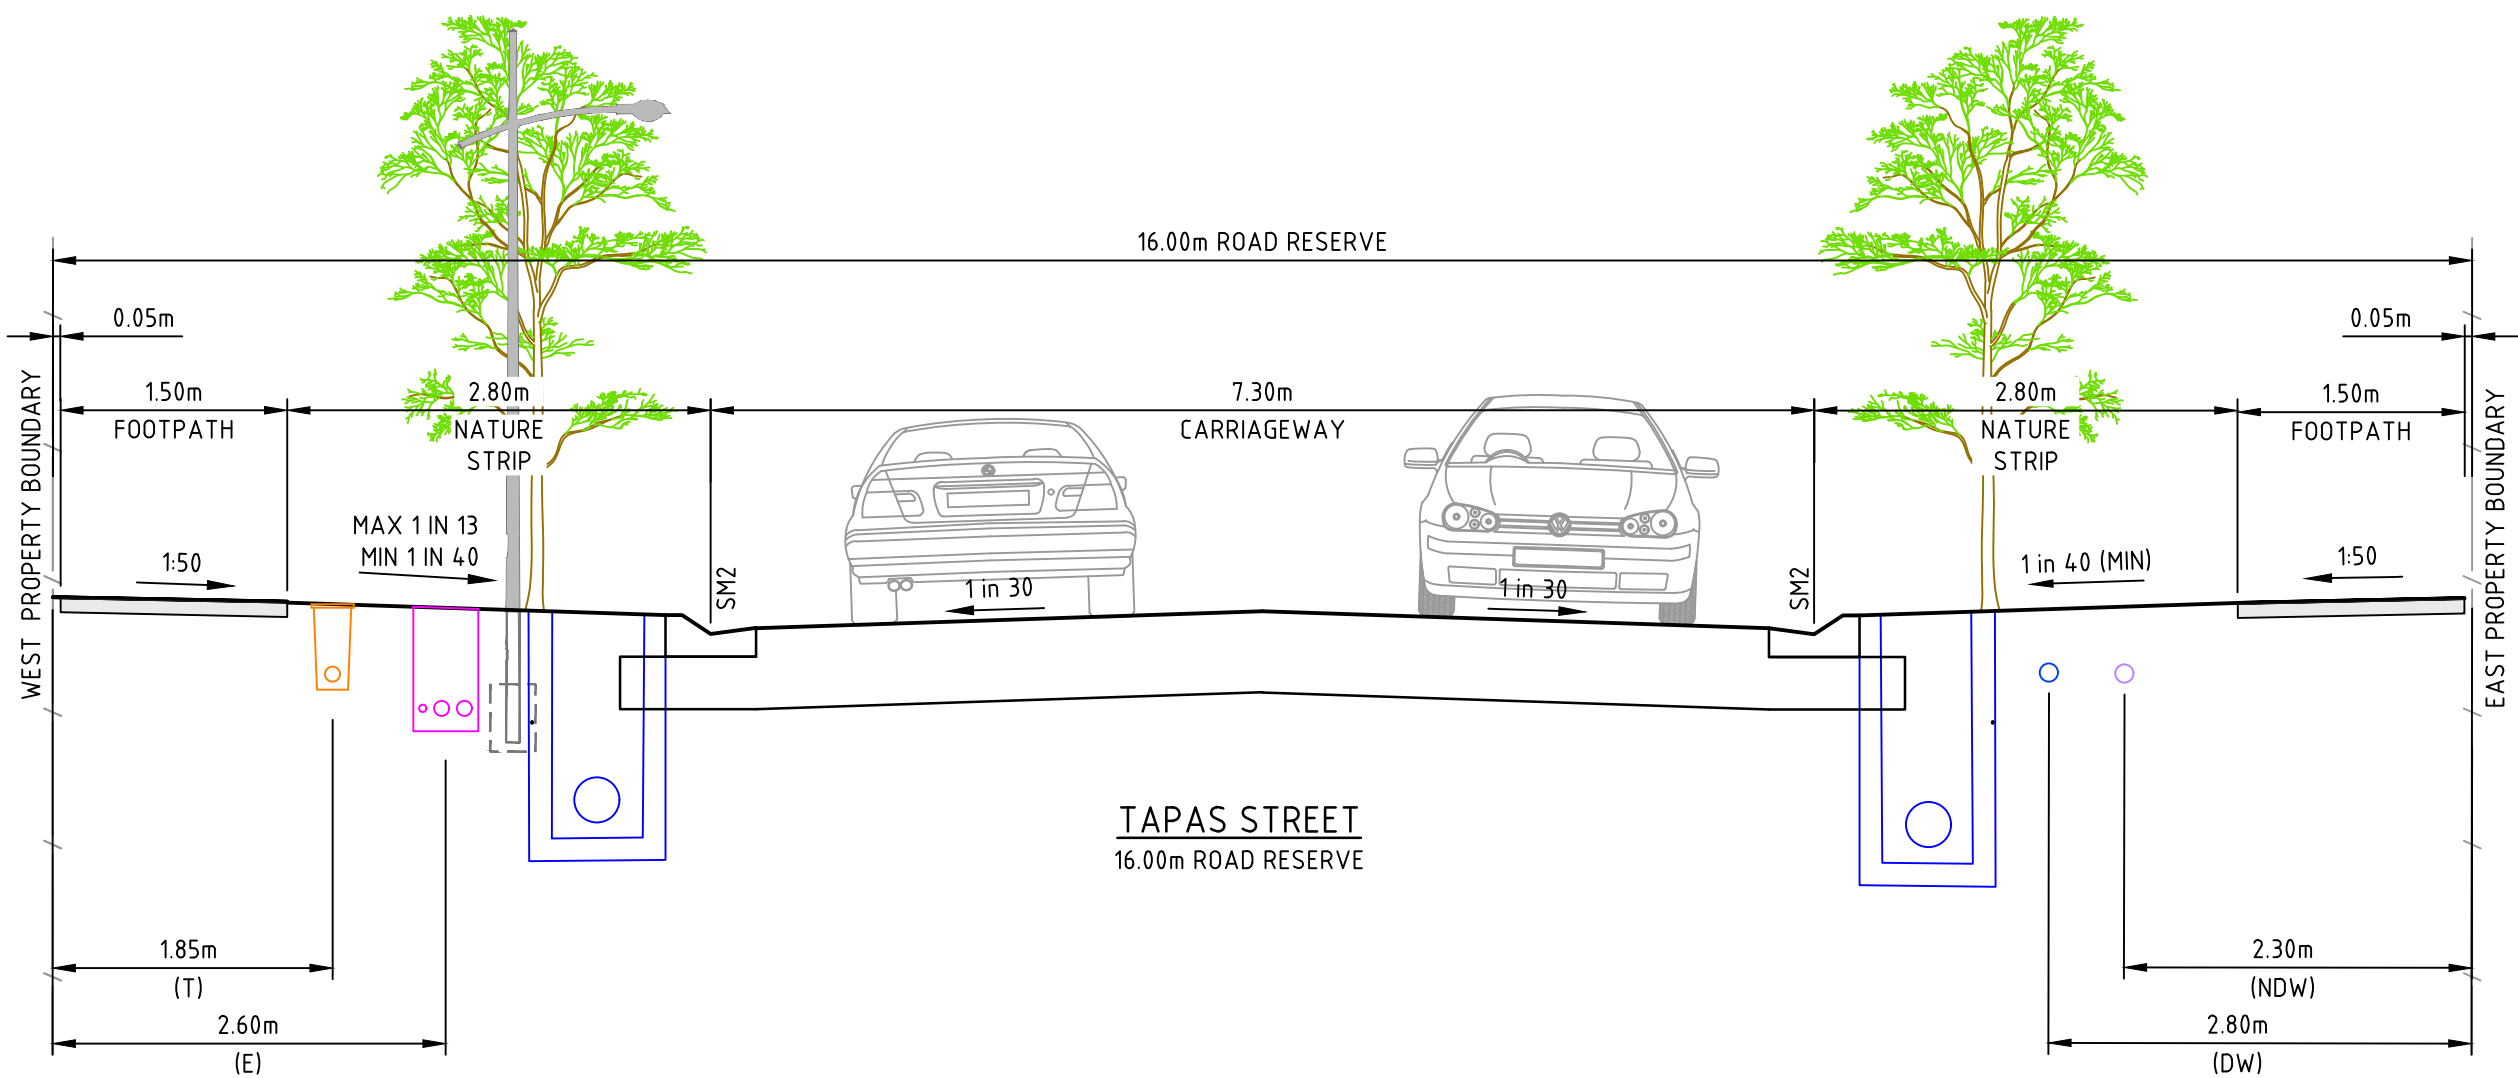 16.00m ROAD RESERVE
0.05m
0.05m
1.50m
FOOTPATH
2.80m
NATURE
STRIP
7.30m
CARRIAGEWAY
2.80m
NATURE
STRIP
1.50m
FOOTPATH
WEST PROPERTY BOUNDARY
EAST PROPERTY BOUNDARY
MAX 1 IN 13
MIN 1 IN 40
1:50
SM2
1 in 30
1 in 30
SM2
1 in 40 (MIN)
1:50
TAPAS STREET
16.00m ROAD RESERVE
1.85m
(T)
2.60m
(E)
2.30m
(NDW)
2.80m
(DW)